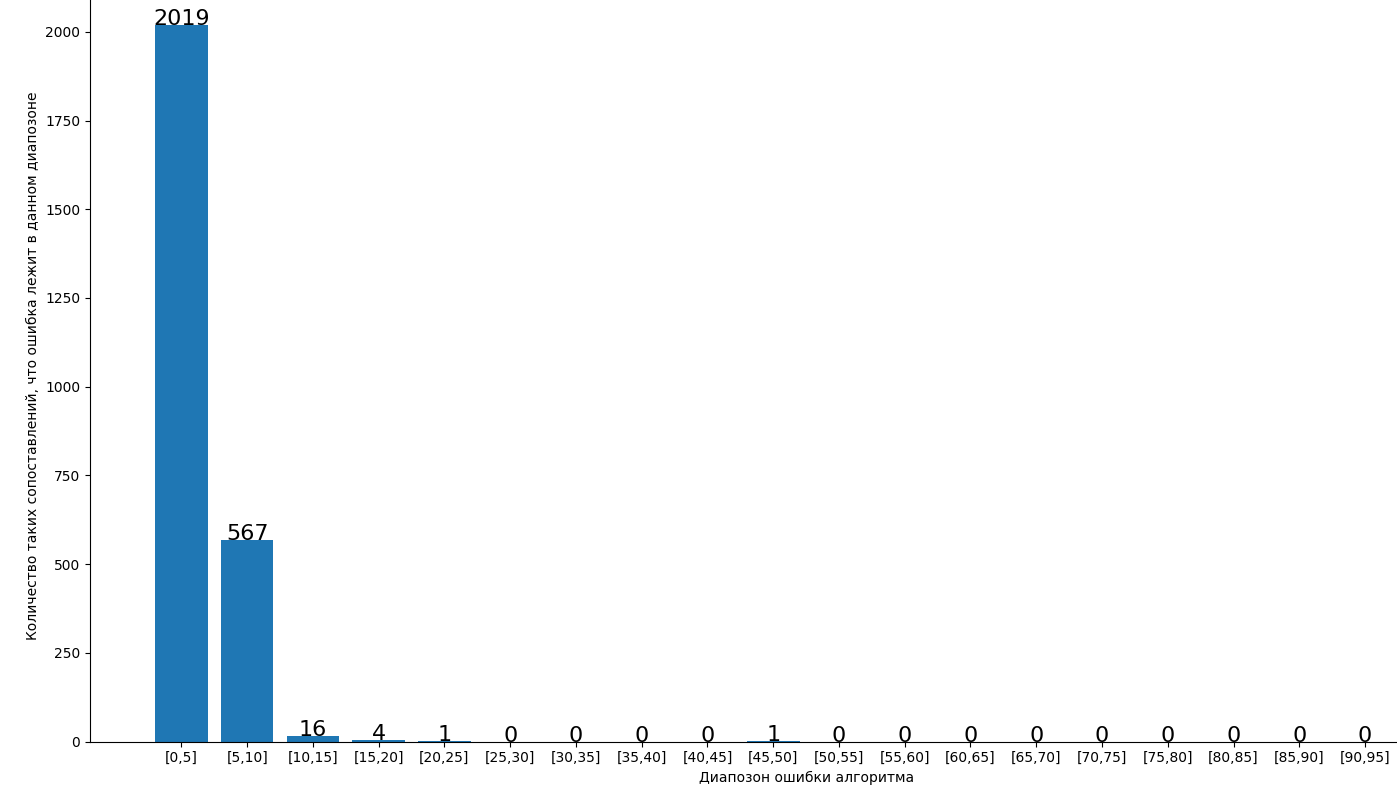 2019
2000
1750
1500
1250
1000
750
500
250
0
Количество таких сопоставлений, что ошибка лежит в данном диапозоне
567
16 4 1 0 0 0 0 1 0 0 0 0 0 0 0 0 0
[0,5] [5,10] [10,15] [15,20] [20,25] [25,30] [30,35] [35,40] [40,45] [45,50] [50,55] [55,60] [60,65] [65,70] [70,75] [75,80] [80,85] [85,90] [90,95]
Диапозон ошибки алгоритма